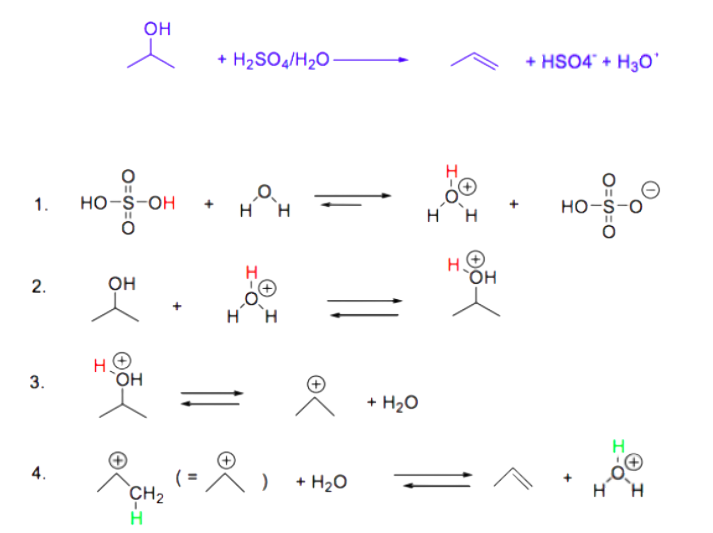 OH
+ H₂SO₄/H₂O → + HSO4⁻ + H₃O⁺
O
1. HO-S-OH + H O H ⇌ H O ⊕ H H + HO-S-O ⊖
O
2. OH + H O ⊕ H H ⇌ H ⊕ OH
3. H ⊕ OH ⇌ ⊕ + H₂O
4. ⊕ CH₂ H ( = ⊕ ) + H₂O ⇌ + H O ⊕ H H